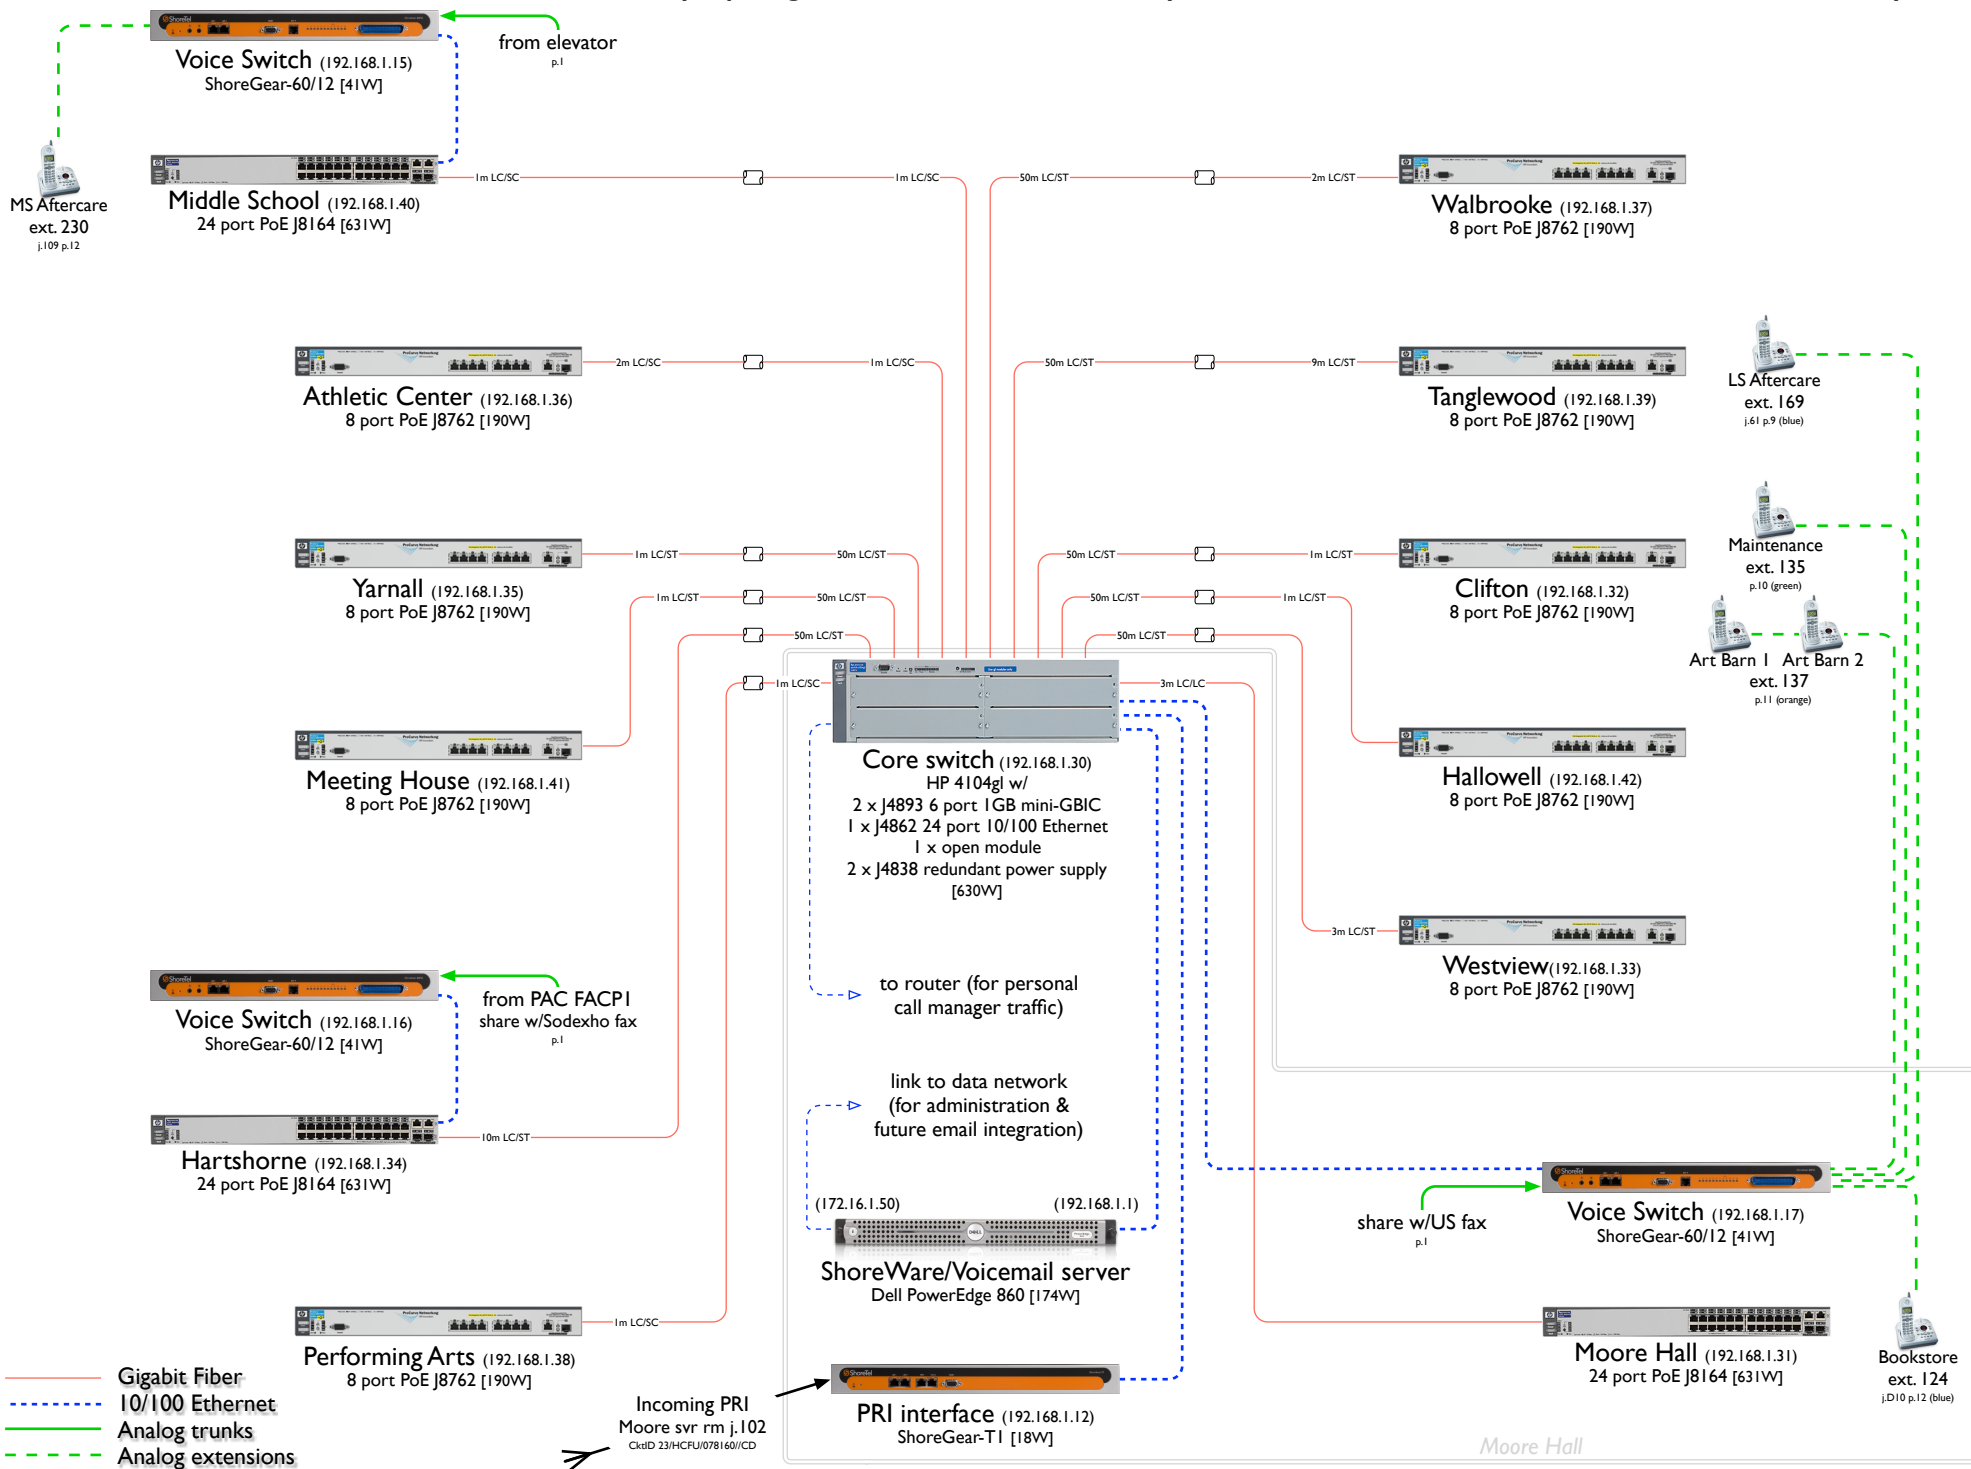 from elevator
p.1
Voice Switch (192.168.1.15)
ShoreGear-60/12 [41W]
MS Aftercare
ext. 230
j.109 p.12
Middle School (192.168.1.40)
24 port PoE J8164 [631W]
1m LC/SC
1m LC/SC
50m LC/ST
2m LC/ST
Walbrooke (192.168.1.37)
8 port PoE J8762 [190W]
Athletic Center (192.168.1.36)
8 port PoE J8762 [190W]
2m LC/SC
1m LC/SC
50m LC/ST
9m LC/ST
Tanglewood (192.168.1.39)
8 port PoE J8762 [190W]
LS Aftercare
ext. 169
j.61 p.9 (blue)
Yarnall (192.168.1.35)
8 port PoE J8762 [190W]
1m LC/ST
50m LC/ST
50m LC/ST
1m LC/ST
Clifton (192.168.1.32)
8 port PoE J8762 [190W]
Maintenance
ext. 135
p.10 (green)
1m LC/ST
50m LC/ST
50m LC/ST
1m LC/ST
50m LC/ST
50m LC/ST
Art Barn 1
Art Barn 2
ext. 137
p.11 (orange)
1m LC/SC
3m LC/LC
Meeting House (192.168.1.41)
8 port PoE J8762 [190W]
Core switch (192.168.1.30)
HP 4104gl w/
2 x J4893 6 port 1GB mini-GBIC
1 x J4862 24 port 10/100 Ethernet
1 x open module
2 x J4838 redundant power supply
[630W]
Hallowell (192.168.1.42)
8 port PoE J8762 [190W]
3m LC/ST
Westview(192.168.1.33)
8 port PoE J8762 [190W]
from PAC FACP1
share w/Sodexho fax
p.1
Voice Switch (192.168.1.16)
ShoreGear-60/12 [41W]
to router (for personal
call manager traffic)
link to data network
(for administration &
future email integration)
10m LC/ST
Hartshorne (192.168.1.34)
24 port PoE J8164 [631W]
(172.16.1.50)
(192.168.1.1)
ShoreWare/Voicemail server
Dell PowerEdge 860 [174W]
share w/US fax
p.1
Voice Switch (192.168.1.17)
ShoreGear-60/12 [41W]
1m LC/SC
Performing Arts (192.168.1.38)
8 port PoE J8762 [190W]
Moore Hall (192.168.1.31)
24 port PoE J8164 [631W]
Bookstore
ext. 124
j.D10 p.12 (blue)
Incoming PRI
Moore svr rm j.102
CktID 23/HCFU/078160//CD
PRI interface (192.168.1.12)
ShoreGear-T1 [18W]
Moore Hall
Gigabit Fiber
10/100 Ethernet
Analog trunks
Analog extensions